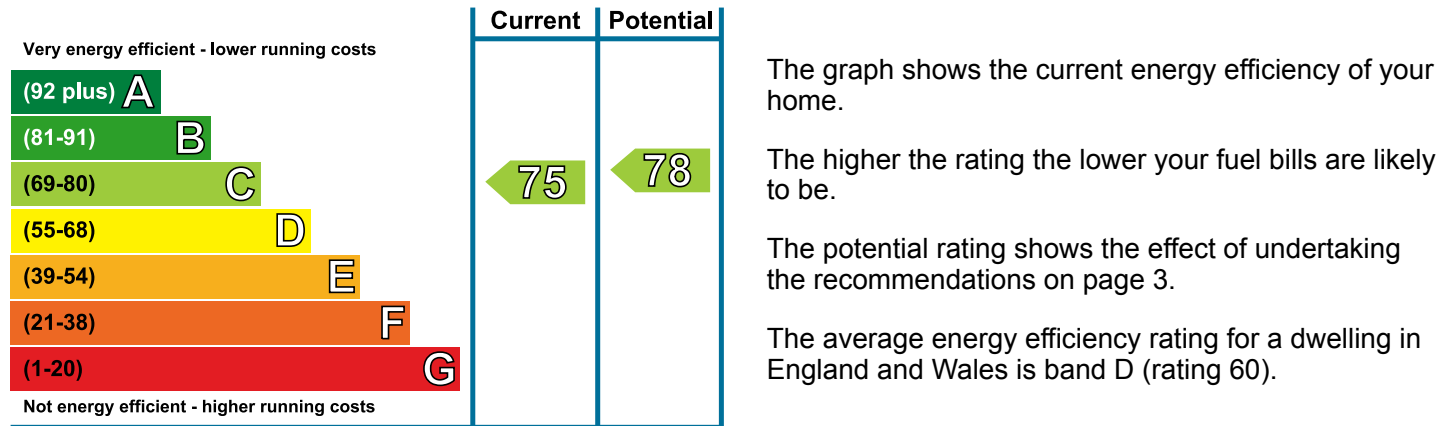 Current Potential
Very energy efficient - lower running costs
(92 plus) A
(81-91) B
(69-80) C
(55-68) D
(39-54) E
(21-38) F
(1-20) G
Not energy efficient - higher running costs
75
78
The graph shows the current energy efficiency of your
home.
The higher the rating the lower your fuel bills are likely
to be.
The potential rating shows the effect of undertaking
the recommendations on page 3.
The average energy efficiency rating for a dwelling in
England and Wales is band D (rating 60).